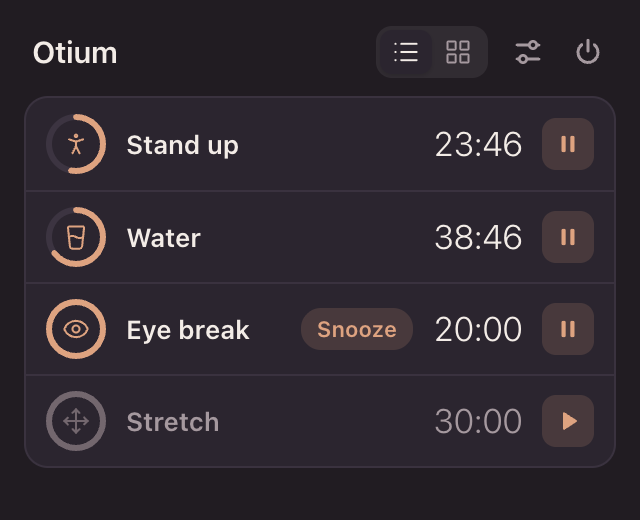 Otium
Stand up 23:46
Water 38:46
Eye break Snooze 20:00
Stretch 30:00